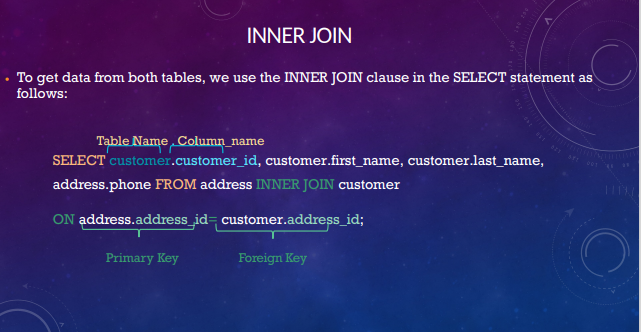 INNER JOIN
• To get data from both tables, we use the INNER JOIN clause in the SELECT statement as
follows:
Table Name . Column_name
SELECT customer.customer_id, customer.first_name, customer.last_name,
address.phone FROM address INNER JOIN customer
ON address.address_id= customer.address_id;
Primary Key Foreign Key